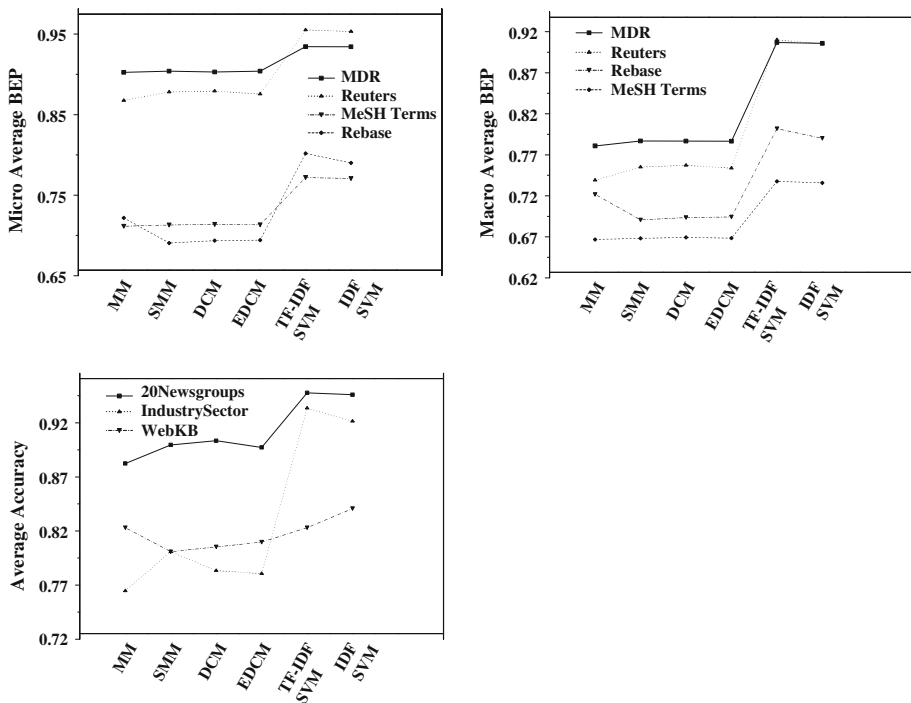 Micro Average BEP
0.95
0.85
0.75
0.65
MDR
Reuters
MeSH Terms
Rebase
MM
SMM
DCM
EDCM
TF-IDF
SVM
IDF
SVM
Macro Average BEP
0.92
0.87
0.82
0.77
0.72
0.67
0.62
MDR
Reuters
Rebase
MeSH Terms
MM
SMM
DCM
EDCM
TF-IDF
SVM
IDF
SVM
Average Accuracy
0.92
0.87
0.82
0.77
0.72
20Newsgroups
IndustrySector
WebKB
MM
SMM
DCM
EDCM
TF-IDF
SVM
IDF
SVM